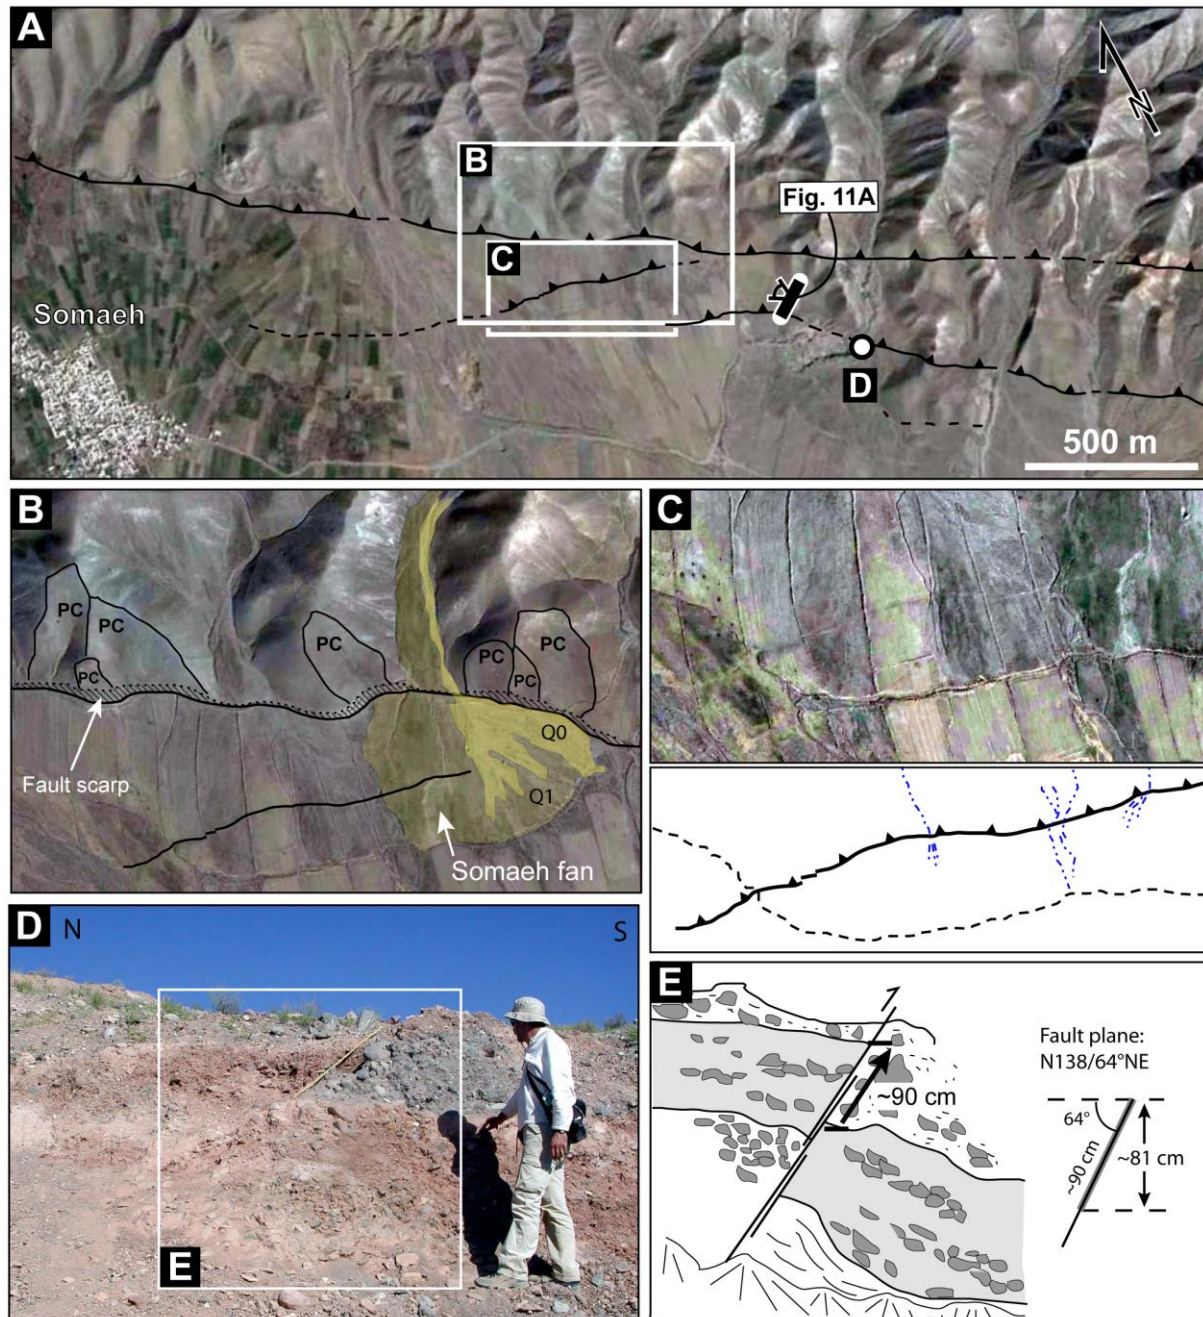 A
N
B
Fig. 11A
C
Somaeh
D
500 m
B
PC
PC
PC
PC
PC
PC
PC
Q0
Q1
Fault scarp
Somaeh fan
C
D
N
S
E
E
Fault plane:
N138/64°NE
~90 cm
64°
~90 cm
~81 cm